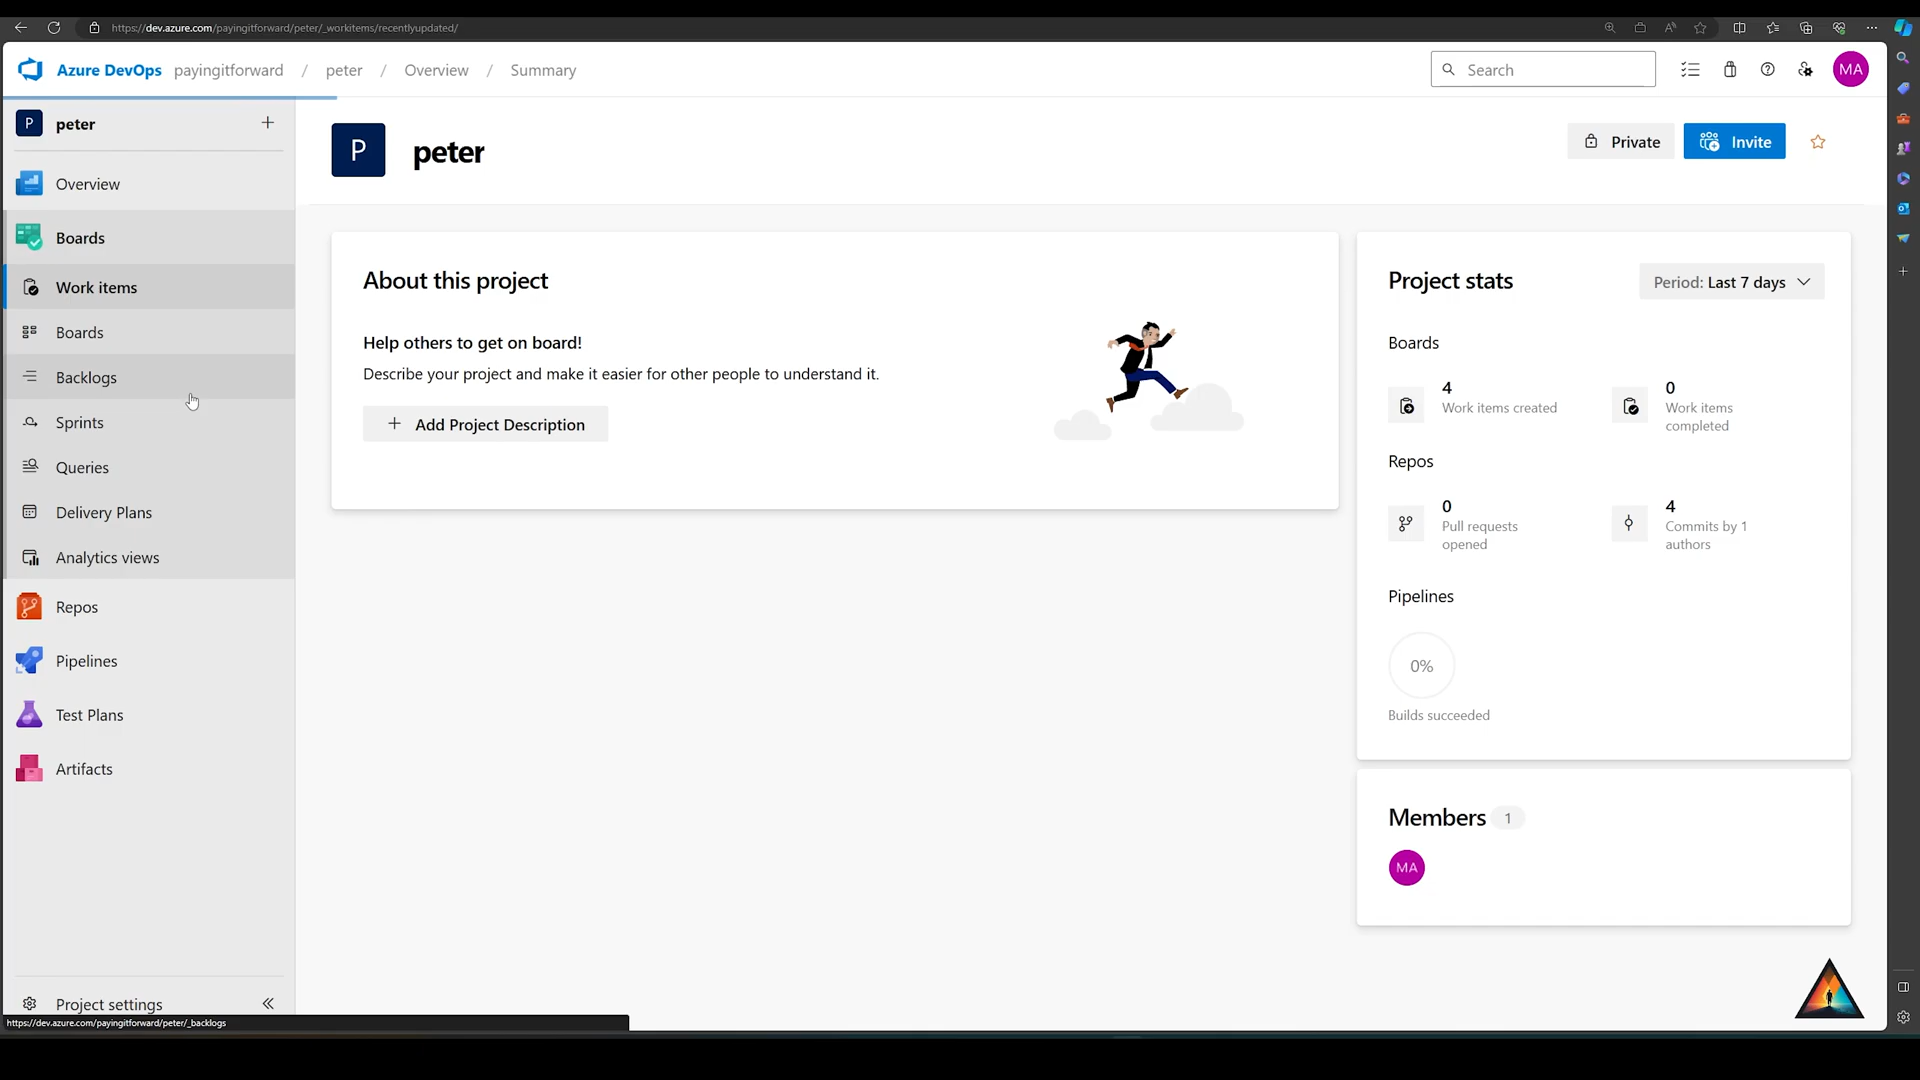 https://dev.azure.com/payingitforward/peter/_workitems/recentlyupdated/
Azure DevOps payingitforward / peter / Overview / Summary
Search
MA
P peter
Overview
Boards
Work items
Boards
Backlogs
Sprints
Queries
Delivery Plans
Analytics views
Repos
Pipelines
Test Plans
Artifacts
Project settings
https://dev.azure.com/payingitforward/peter/_backlogs
P peter
Private
Invite
About this project
Help others to get on board!
Describe your project and make it easier for other people to understand it.
Add Project Description
Project stats
Period: Last 7 days
Boards
4
Work items created
0
Work items
completed
Repos
0
Pull requests
opened
4
Commits by 1
authors
Pipelines
0%
Builds succeeded
Members 1
MA